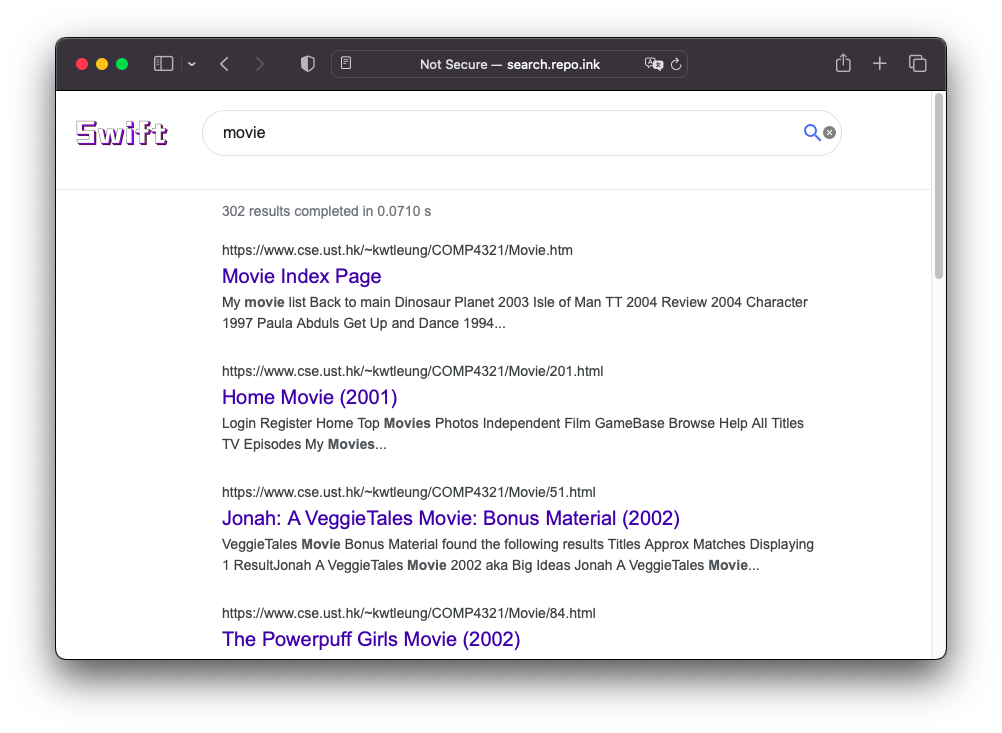 Not Secure — search.repo.ink
Swift
movie
302 results completed in 0.0710 s
https://www.cse.ust.hk/~kwtleung/COMP4321/Movie.htm
Movie Index Page
My movie list Back to main Dinosaur Planet 2003 Isle of Man TT 2004 Review 2004 Character
1997 Paula Abduls Get Up and Dance 1994...
https://www.cse.ust.hk/~kwtleung/COMP4321/Movie/201.html
Home Movie (2001)
Login Register Home Top Movies Photos Independent Film GameBase Browse Help All Titles
TV Episodes My Movies...
https://www.cse.ust.hk/~kwtleung/COMP4321/Movie/51.html
Jonah: A VeggieTales Movie: Bonus Material (2002)
VeggieTales Movie Bonus Material found the following results Titles Approx Matches Displaying
1 ResultJonah A VeggieTales Movie 2002 aka Big Ideas Jonah A VeggieTales Movie...
https://www.cse.ust.hk/~kwtleung/COMP4321/Movie/84.html
The Powerpuff Girls Movie (2002)